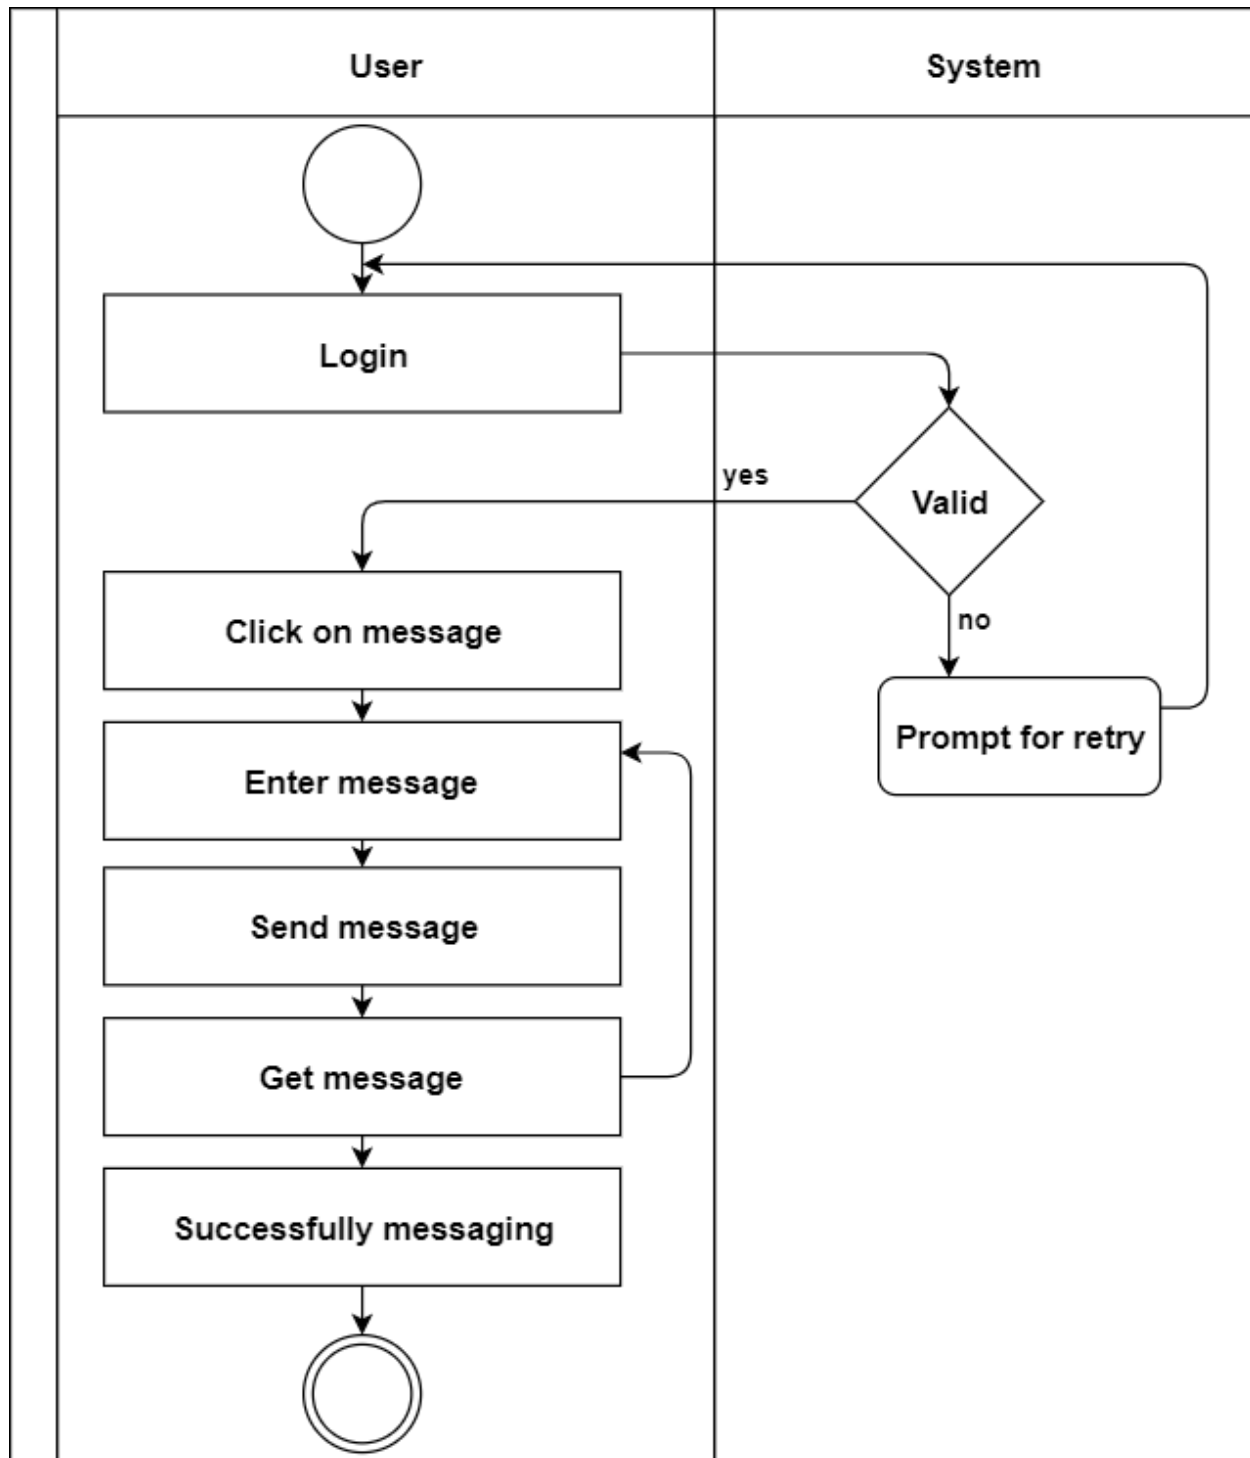 User
System
Login
yes
Valid
Click on message
no
Prompt for retry
Enter message
Send message
Get message
Successfully messaging